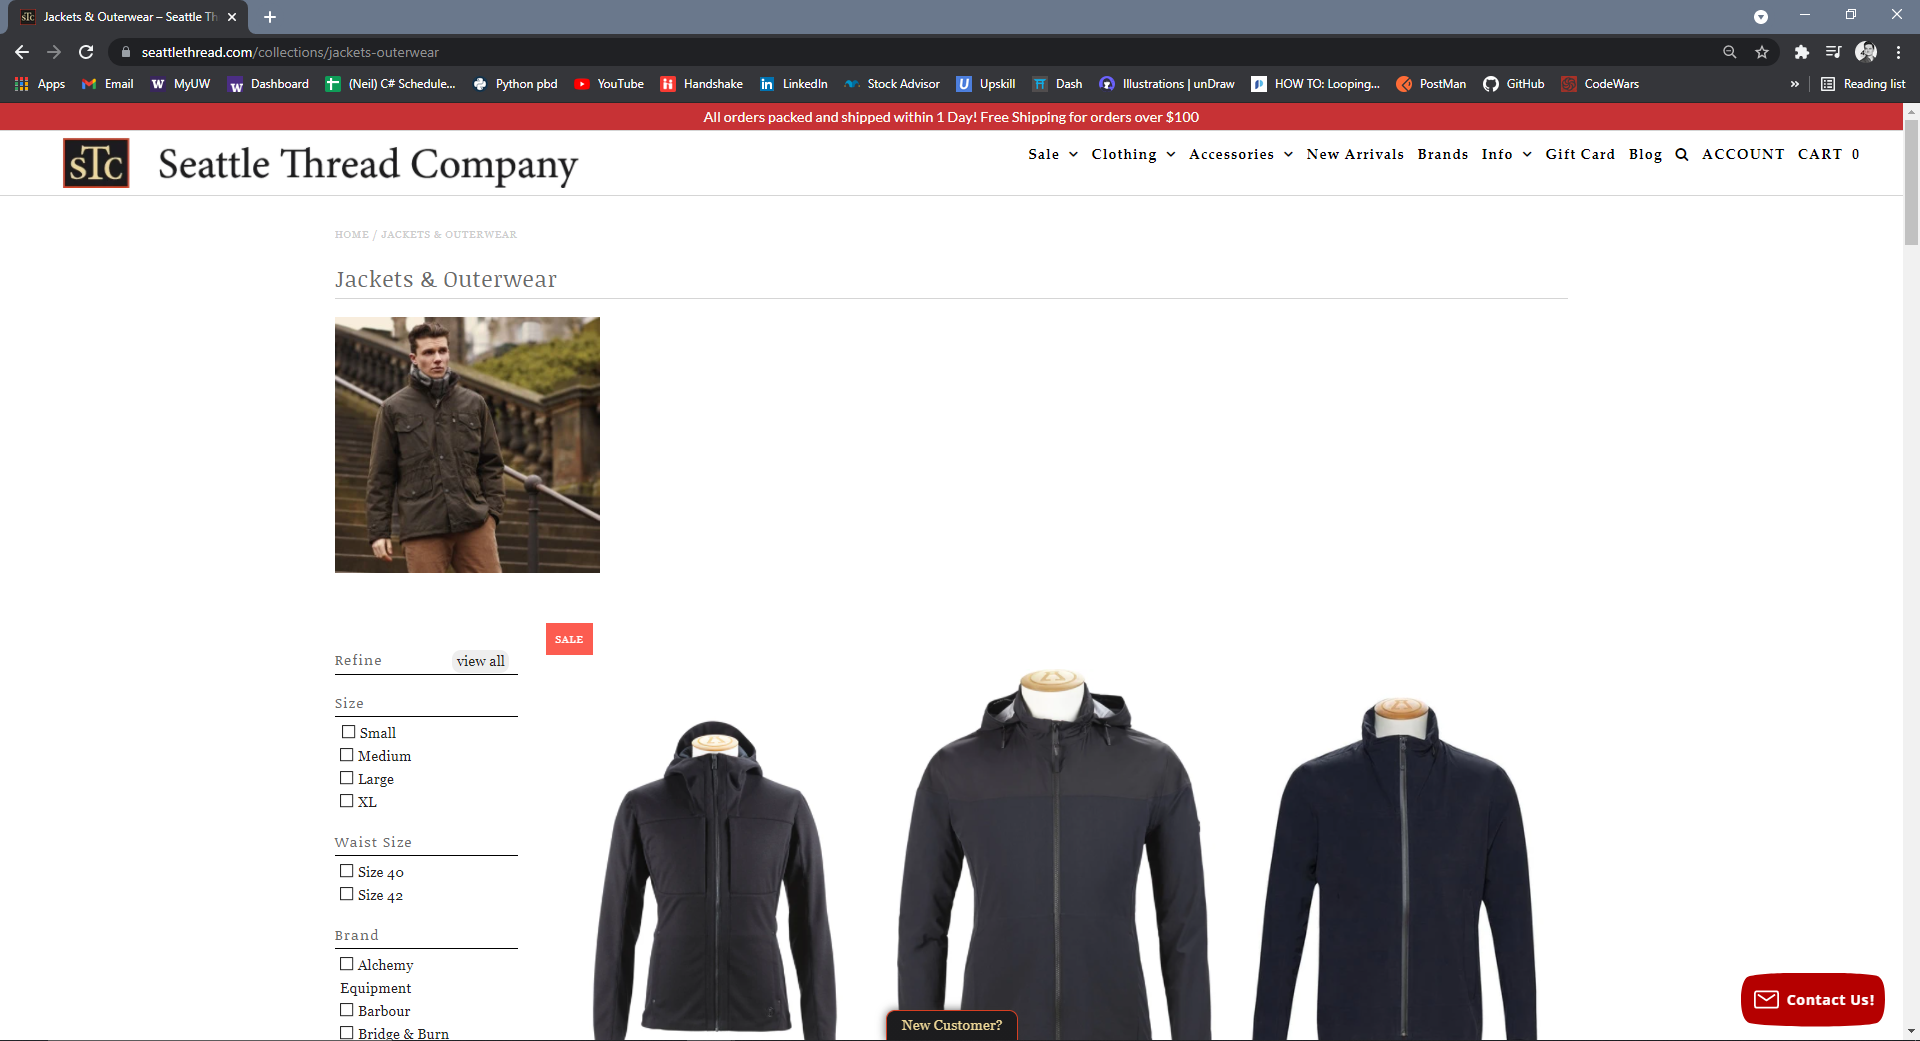 Jackets & Outerwear – Seattle Th
seattlethread.com/collections/jackets-outerwear
Apps Email MyUW Dashboard (Neil) C# Schedule... Python pbd YouTube Handshake LinkedIn Stock Advisor Upskill Dash Illustrations | unDraw HOW TO: Looping... PostMan GitHub CodeWars » Reading list
All orders packed and shipped within 1 Day! Free Shipping for orders over $100
sTc Seattle Thread Company
Sale Clothing Accessories New Arrivals Brands Info Gift Card Blog ACCOUNT CART 0
HOME / JACKETS & OUTERWEAR
Jackets & Outerwear
SALE
Refine view all
Size
Small
Medium
Large
XL
Waist Size
Size 40
Size 42
Brand
Alchemy
Equipment
Barbour
Bridge & Burn
New Customer?
Contact Us!